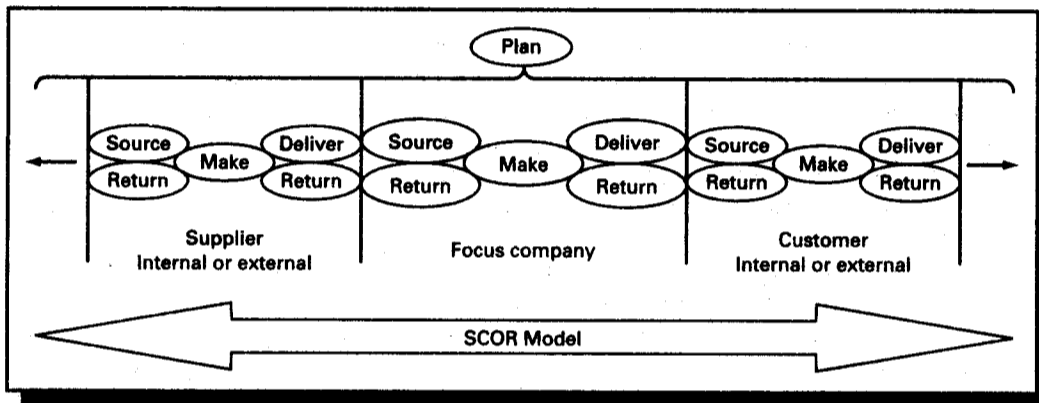 Plan
Source
Deliver
Source
Deliver
Source
Deliver
Make
Make
Make
Return
Return
Return
Return
Return
Return
Supplier
Internal or external
Focus company
Customer
Internal or external
SCOR Model